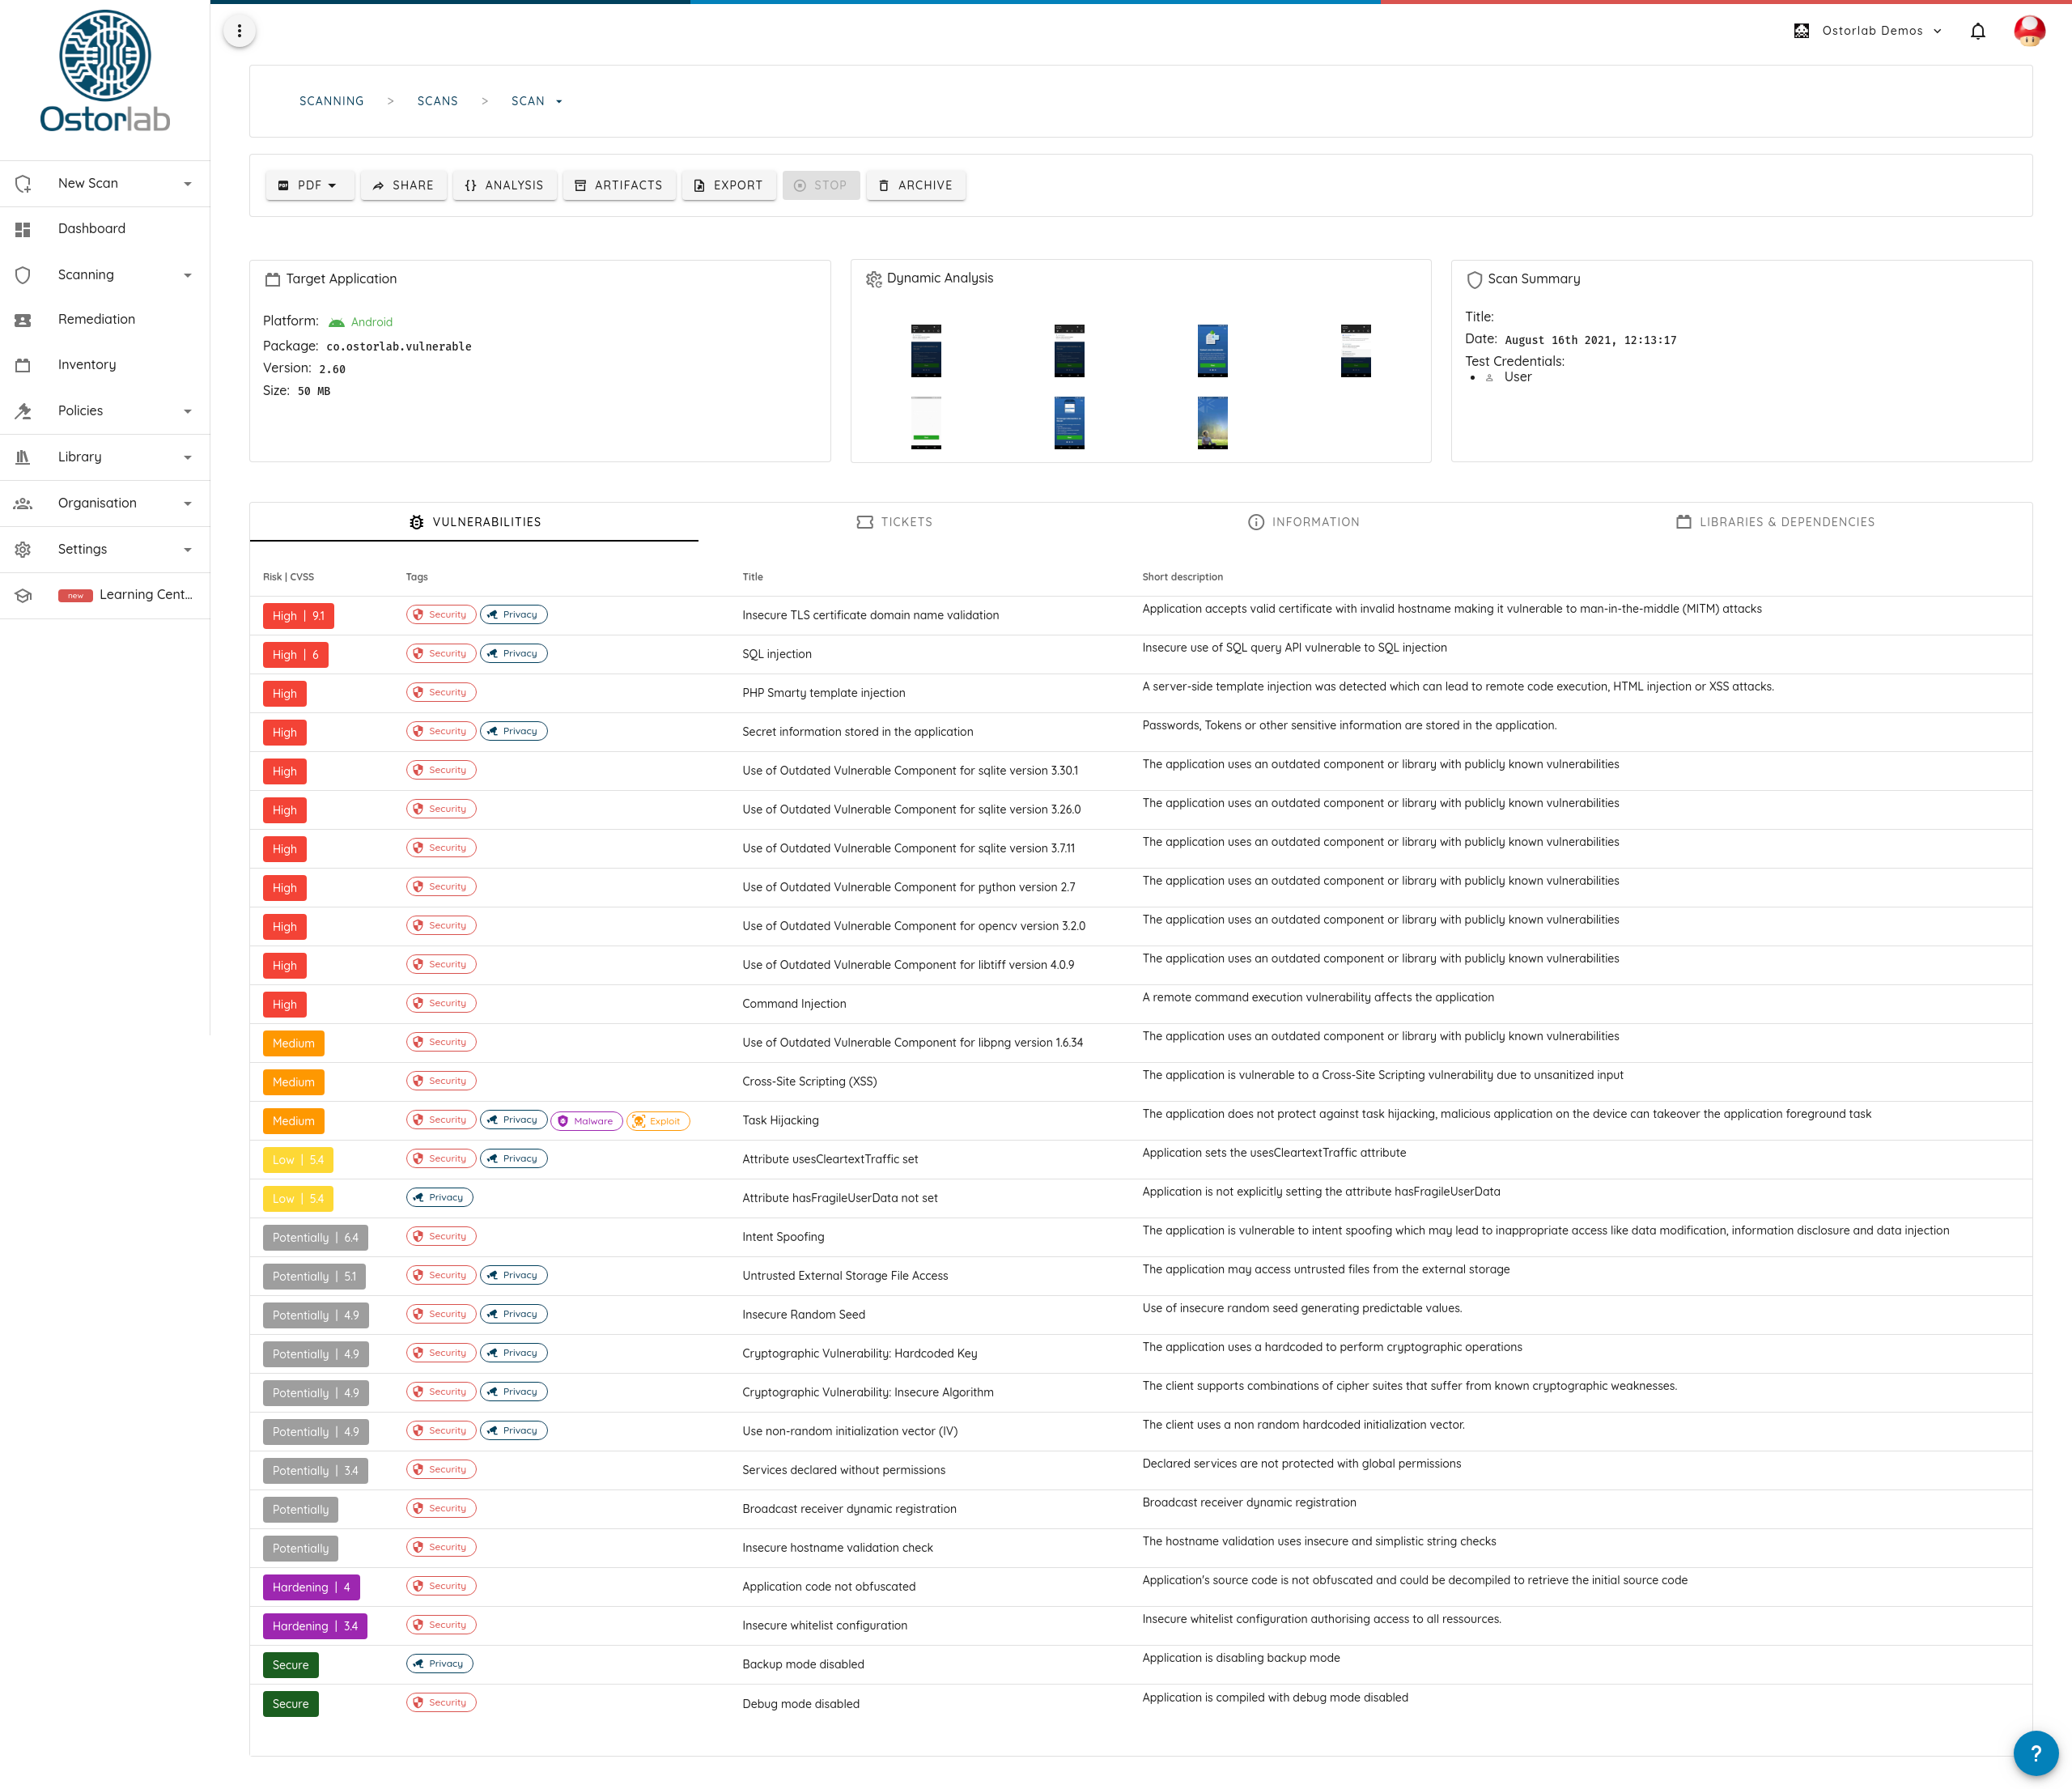 Ostorlab
New Scan
Dashboard
Scanning
Remediation
Inventory
Policies
Library
Organisation
Settings
new Learning Cent...
Ostorlab Demos
SCANNING > SCANS > SCAN
PDF SHARE {} ANALYSIS ARTIFACTS EXPORT STOP ARCHIVE
Target Application
Platform: Android
Package: co.ostorlab.vulnerable
Version: 2.60
Size: 50 MB
Dynamic Analysis
Scan Summary
Title:
Date: August 16th 2021, 12:13:17
Test Credentials:
• User
VULNERABILITIES TICKETS INFORMATION LIBRARIES & DEPENDENCIES
Risk | CVSS Tags Title Short description
High | 9.1 Security Privacy Insecure TLS certificate domain name validation Application accepts valid certificate with invalid hostname making it vulnerable to man-in-the-middle (MITM) attacks
High | 6 Security Privacy SQL injection Insecure use of SQL query API vulnerable to SQL injection
High Security PHP Smarty template injection A server-side template injection was detected which can lead to remote code execution, HTML injection or XSS attacks.
High Security Privacy Secret information stored in the application Passwords, Tokens or other sensitive information are stored in the application.
High Security Use of Outdated Vulnerable Component for sqlite version 3.30.1 The application uses an outdated component or library with publicly known vulnerabilities
High Security Use of Outdated Vulnerable Component for sqlite version 3.26.0 The application uses an outdated component or library with publicly known vulnerabilities
High Security Use of Outdated Vulnerable Component for sqlite version 3.7.11 The application uses an outdated component or library with publicly known vulnerabilities
High Security Use of Outdated Vulnerable Component for python version 2.7 The application uses an outdated component or library with publicly known vulnerabilities
High Security Use of Outdated Vulnerable Component for opencv version 3.2.0 The application uses an outdated component or library with publicly known vulnerabilities
High Security Use of Outdated Vulnerable Component for libtiff version 4.0.9 The application uses an outdated component or library with publicly known vulnerabilities
High Security Command Injection A remote command execution vulnerability affects the application
Medium Security Use of Outdated Vulnerable Component for libpng version 1.6.34 The application uses an outdated component or library with publicly known vulnerabilities
Medium Security Cross-Site Scripting (XSS) The application is vulnerable to a Cross-Site Scripting vulnerability due to unsanitized input
Medium Security Privacy Malware Exploit Task Hijacking The application does not protect against task hijacking, malicious application on the device can takeover the application foreground task
Low | 5.4 Security Privacy Attribute usesCleartextTraffic set Application sets the usesCleartextTraffic attribute
Low | 5.4 Privacy Attribute hasFragileUserData not set Application is not explicitly setting the attribute hasFragileUserData
Potentially | 6.4 Security Intent Spoofing The application is vulnerable to intent spoofing which may lead to inappropriate access like data modification, information disclosure and data injection
Potentially | 5.1 Security Privacy Untrusted External Storage File Access The application may access untrusted files from the external storage
Potentially | 4.9 Security Privacy Insecure Random Seed Use of insecure random seed generating predictable values.
Potentially | 4.9 Security Privacy Cryptographic Vulnerability: Hardcoded Key The application uses a hardcoded to perform cryptographic operations
Potentially | 4.9 Security Privacy Cryptographic Vulnerability: Insecure Algorithm The client supports combinations of cipher suites that suffer from known cryptographic weaknesses.
Potentially | 4.9 Security Privacy Use non-random initialization vector (IV) The client uses a non random hardcoded initialization vector.
Potentially | 3.4 Security Services declared without permissions Declared services are not protected with global permissions
Potentially Security Broadcast receiver dynamic registration Broadcast receiver dynamic registration
Potentially Security Insecure hostname validation check The hostname validation uses insecure and simplistic string checks
Hardening | 4 Security Application code not obfuscated Application's source code is not obfuscated and could be decompiled to retrieve the initial source code
Hardening | 3.4 Security Insecure whitelist configuration Insecure whitelist configuration authorising access to all ressources.
Secure Privacy Backup mode disabled Application is disabling backup mode
Secure Security Debug mode disabled Application is compiled with debug mode disabled
?